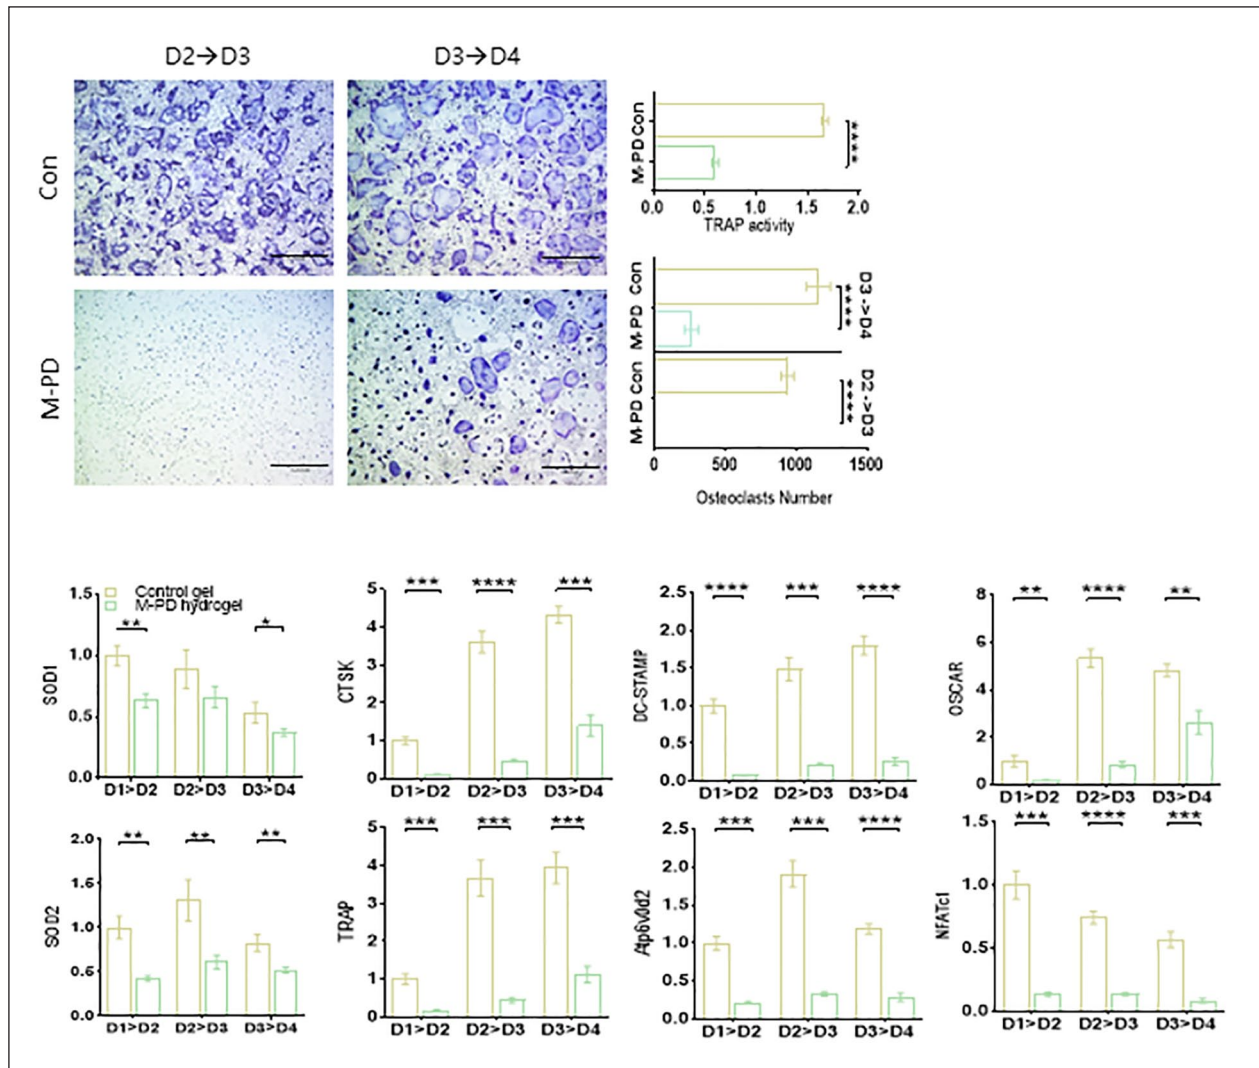 D2→D3
D3→D4
Con
M-PD
M-PD Con
****
0.0 0.5 1.0 1.5 2.0
TRAP activity
M-PD Con M-PD Con
D2->D3 D3->D4
**** ****
0 500 1000 1500
Osteoclasts Number
Control gel
M-PD hydrogel
SOD1
1.5
1.0
0.5
0.0
** *
D1>D2 D2>D3 D3>D4
CTSK
5
4
3
2
1
0
*** **** ***
D1>D2 D2>D3 D3>D4
DC-STAMP
2.5
2.0
1.5
1.0
0.5
0.0
**** *** ****
D1>D2 D2>D3 D3>D4
OSCAR
8
6
4
2
0
** **** **
D1>D2 D2>D3 D3>D4
SOD2
2.0
1.6
1.0
0.6
0.0
** ** **
D1>D2 D2>D3 D3>D4
TRAP
5
4
3
2
1
0
*** *** ***
D1>D2 D2>D3 D3>D4
Atp6v0d2
2.5
2.0
1.5
1.0
0.5
0.0
*** *** ****
D1>D2 D2>D3 D3>D4
NFATc1
1.5
1.0
0.5
0.0
*** **** ***
D1>D2 D2>D3 D3>D4